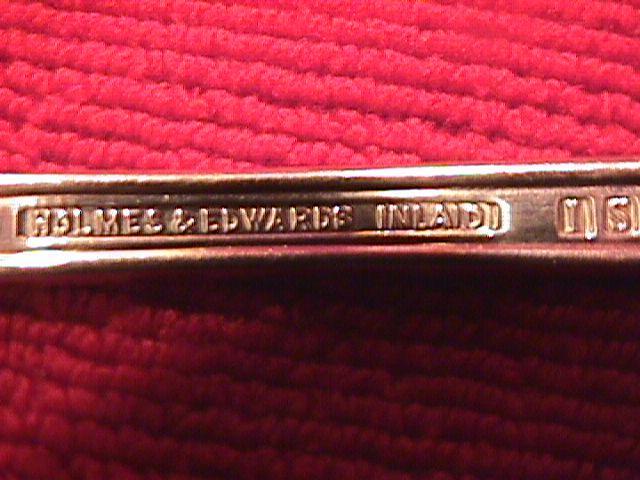 HOLMES & EDWARDS INLAID I S